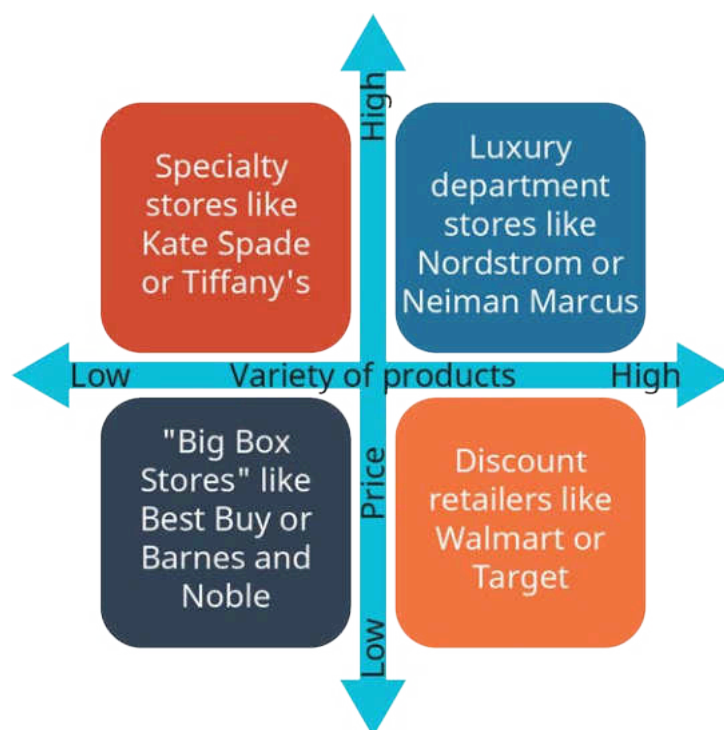 High
Specialty
stores like
Kate Spade
or Tiffany's
Luxury
department
stores like
Nordstrom or
Neiman Marcus
Low
Variety of products
High
"Big Box
Stores" like
Best Buy or
Barnes and
Noble
Price
Discount
retailers like
Walmart or
Target
Low